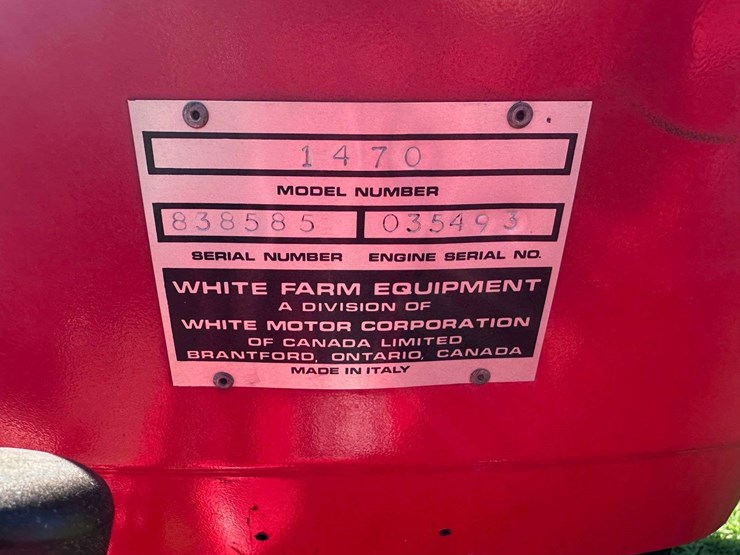 1470
MODEL NUMBER
838585 035493
SERIAL NUMBER ENGINE SERIAL NO.
WHITE FARM EQUIPMENT
A DIVISION OF
WHITE MOTOR CORPORATION
OF CANADA LIMITED
BRANTFORD, ONTARIO, CANADA
MADE IN ITALY